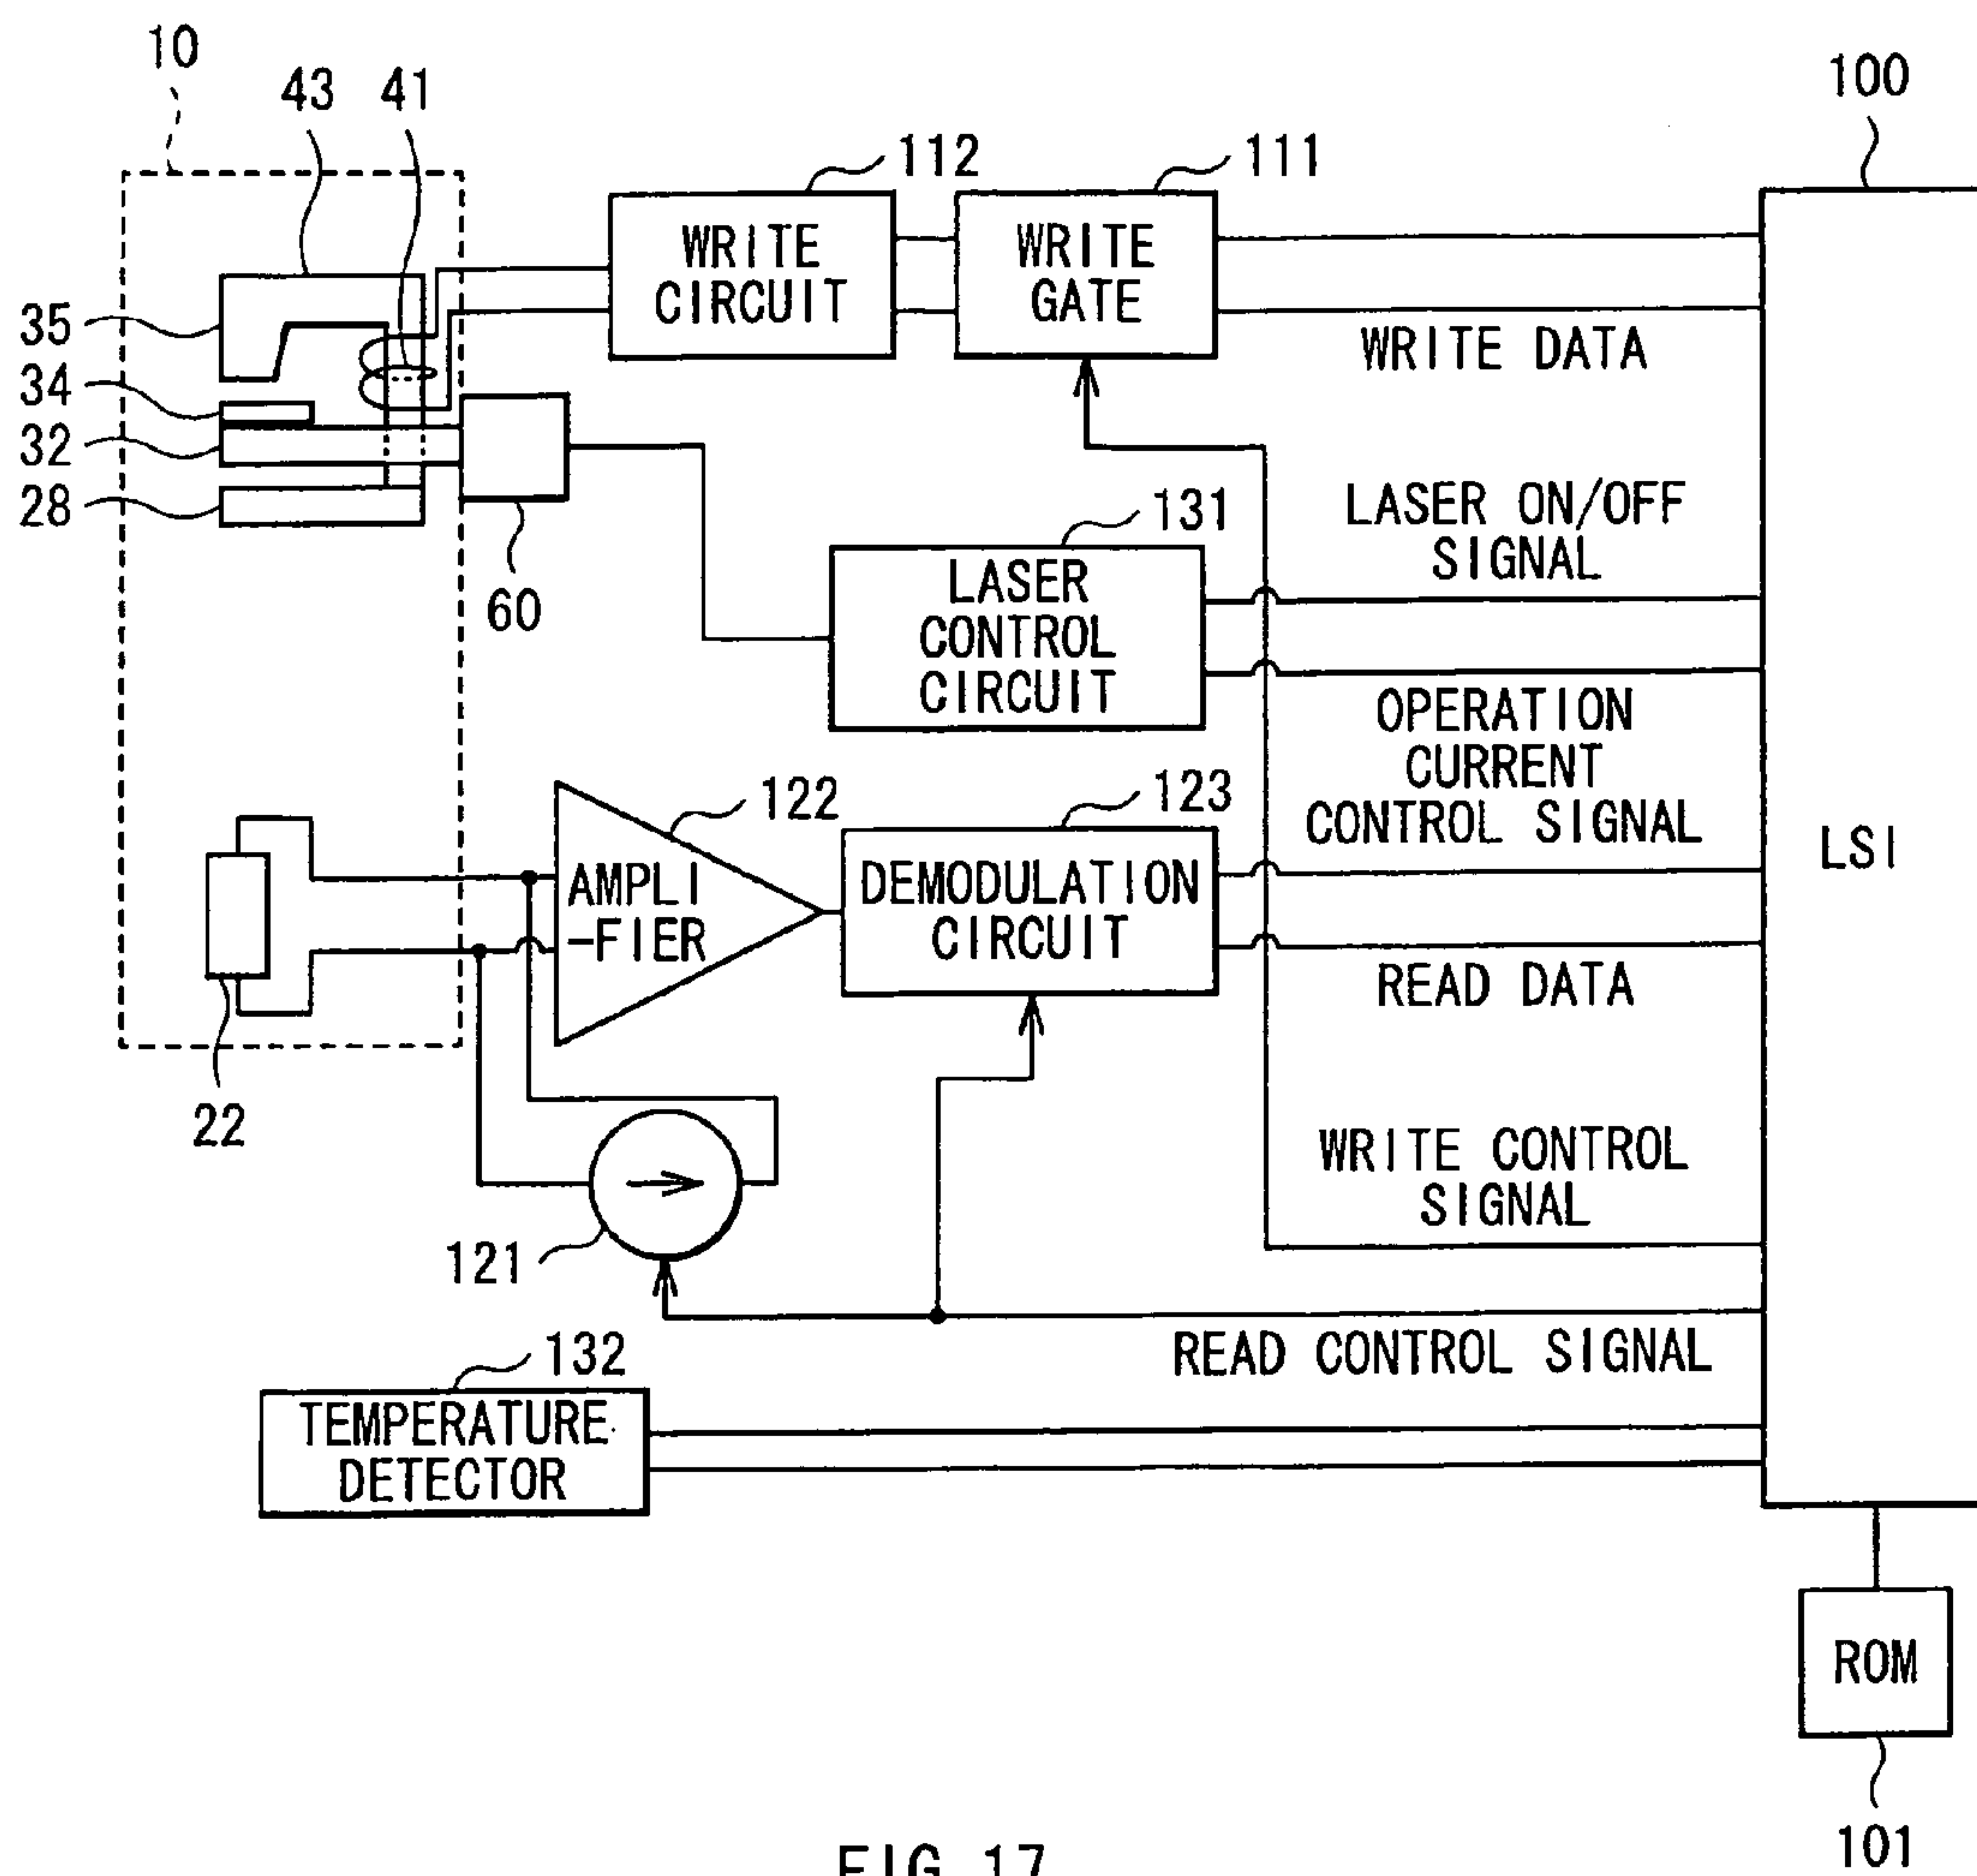 10
43
41
100
112
111
WRITE
CIRCUIT
WRITE
GATE
35
34
32
28
WRITE DATA
60
131
LASER ON/OFF
SIGNAL
LASER
CONTROL
CIRCUIT
OPERATION
CURRENT
CONTROL SIGNAL
122
123
LSI
AMPLI
-FIER
DEMODULATION
CIRCUIT
READ DATA
22
WRITE CONTROL
SIGNAL
121
READ CONTROL SIGNAL
132
TEMPERATURE
DETECTOR
ROM
101
FIG. 17